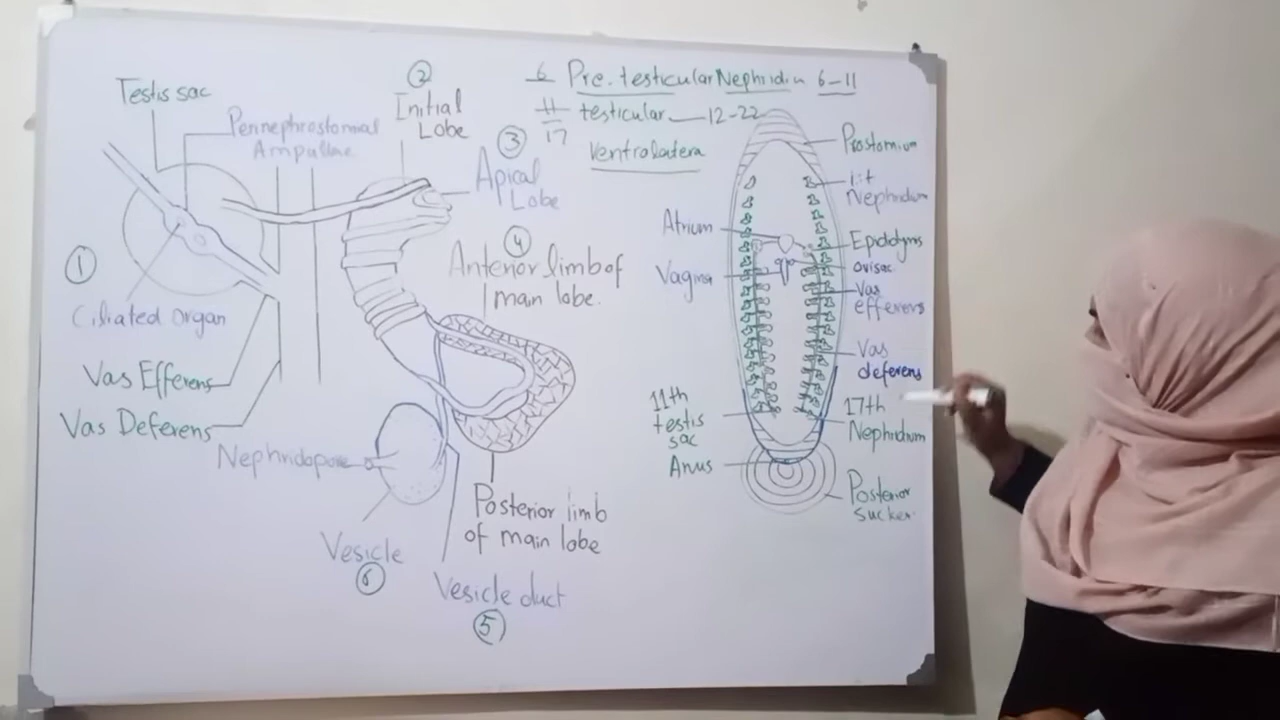 6 Pre.testicular Nephridia 6-11
11 testicular 12-22
17
Ventrolatera
Testis sac
Perinephrostomial
Ampullae
②
Initial
Lobe
③
Apical
Lobe
④
Anterior limb of
main lobe.
①
Ciliated Organ
Vas Efferens
Vas Deferens
Nephridopore
Vesicle
⑥
Posterior limb
of main lobe
Vesicle duct
⑤
Prostomium
1st
Nephridium
Atrium
Epididyms
ovisac
Vagina
Vas
efferens
Vas
deferens
11th
testis
sac
17th
Nephridium
Anus
Posterior
sucker